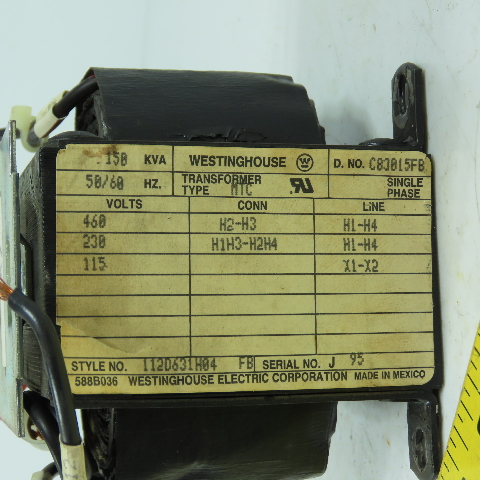 .150 KVA WESTINGHOUSE W D. NO. C83015FB
50/60 HZ. TRANSFORMER TYPE MTC SINGLE PHASE
VOLTS CONN LINE
460 H2-H3 H1-H4
230 H1H3-H2H4 H1-H4
115 X1-X2
STYLE NO. 112D631H04 FB SERIAL NO. J 95
588B036 WESTINGHOUSE ELECTRIC CORPORATION MADE IN MEXICO